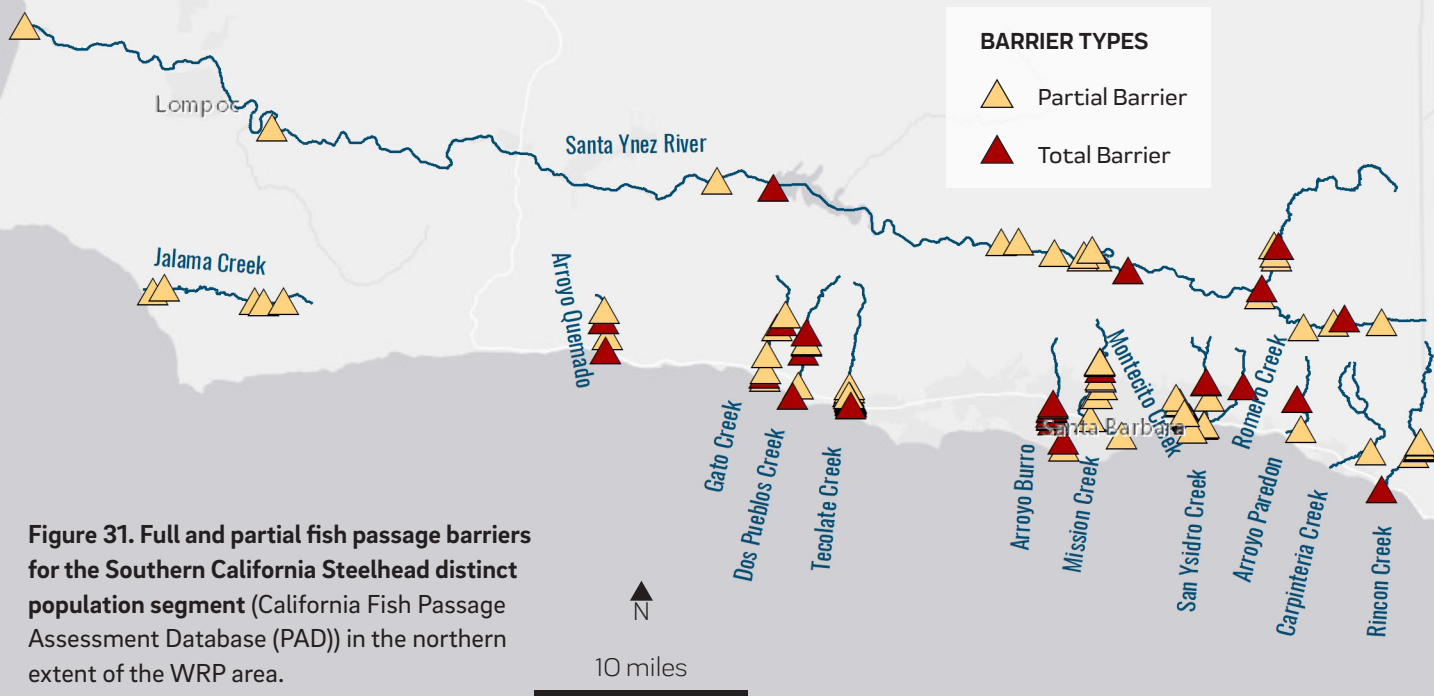 BARRIER TYPES
Partial Barrier
Total Barrier
Lompoc
Santa Ynez River
Jalama Creek
Arroyo Quemado
Gato Creek
Dos Pueblos Creek
Tecolate Creek
Arroyo Burro
Mission Creek
Santa Barbara
Montecito Creek
San Ysidro Creek
Romero Creek
Arroyo Paredon
Carpinteria Creek
Rincon Creek
Figure 31. Full and partial fish passage barriers
for the Southern California Steelhead distinct
population segment (California Fish Passage
Assessment Database (PAD)) in the northern
extent of the WRP area.
N
10 miles